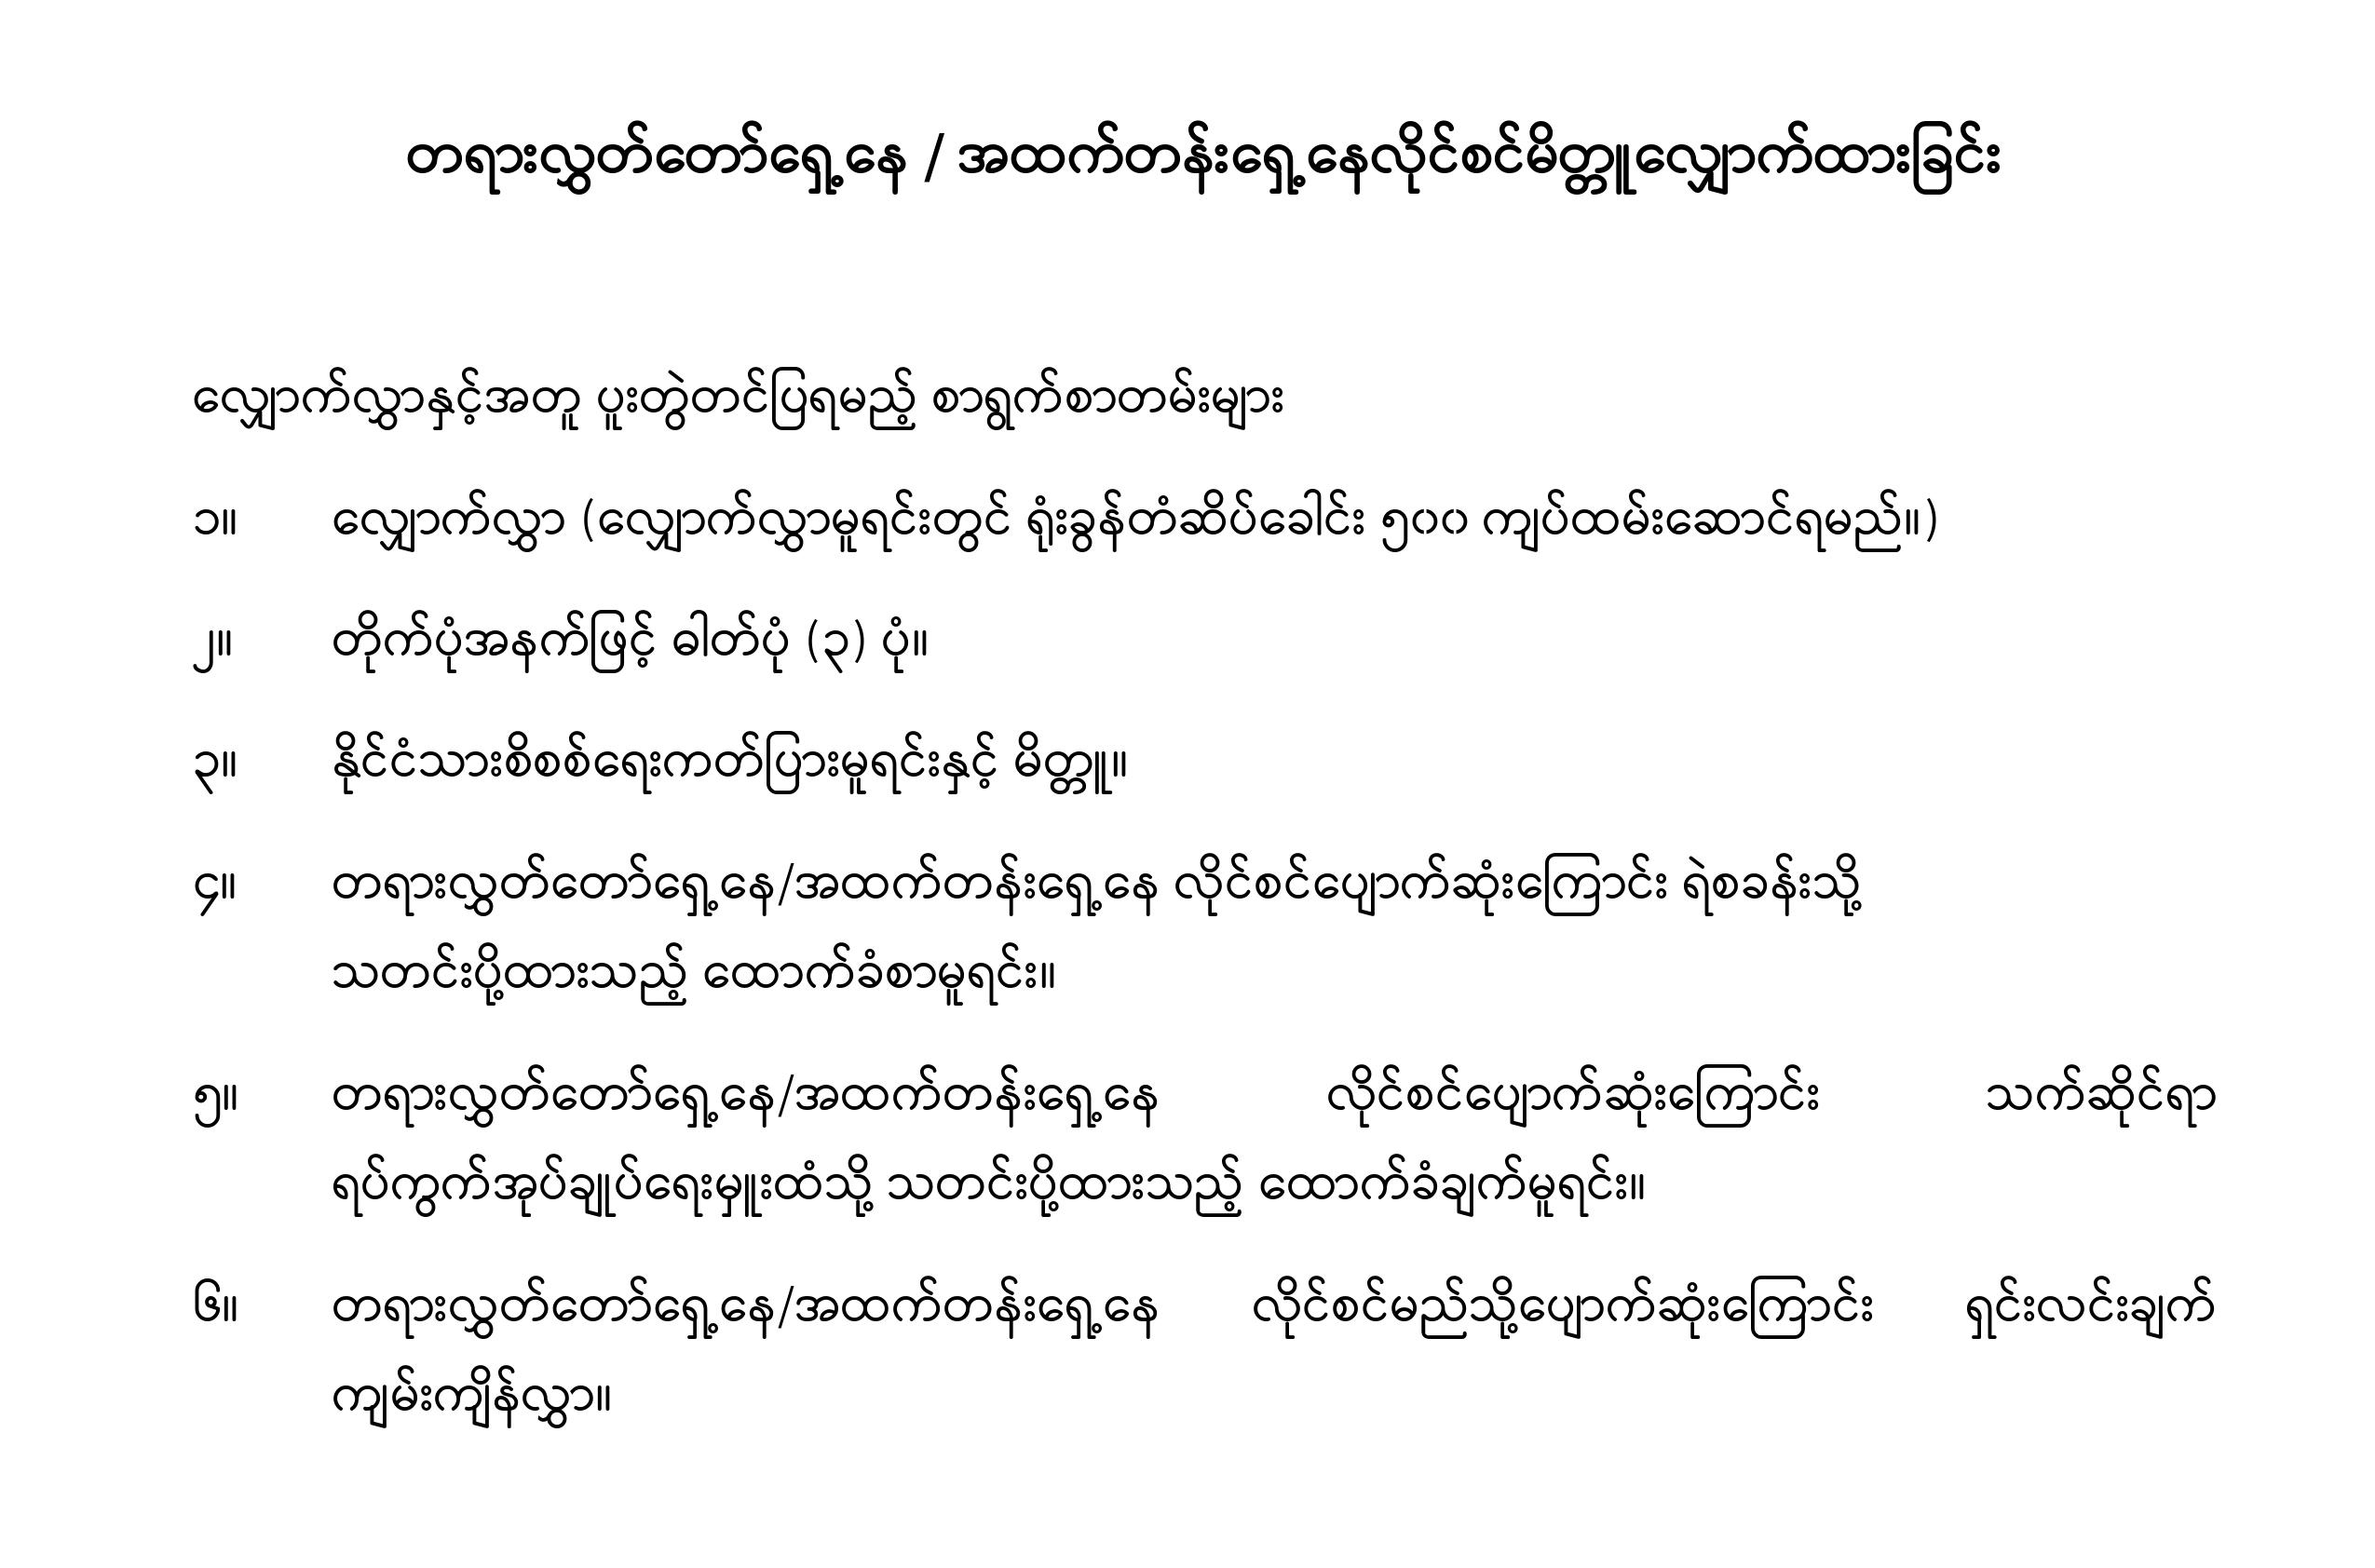 တရားလွှတ်တော်ရှေ့နေ / အထက်တန်းရှေ့နေလိုင်စင်မိတ္တူလျှောက်ထားခြင်း
လျှောက်လွှာနှင့်အတူ ပူးတွဲတင်ပြရမည့် စာရွက်စာတမ်းများ
၁။ လျှောက်လွှာ (လျှောက်လွှာမူရင်းတွင် ရုံးခွန်တံဆိပ်ခေါင်း ၅၀၀ ကျပ်ထမ်းဆောင်ရမည်။)
၂။ တိုက်ပုံအနက်ဖြင့် ဓါတ်ပုံ (၃) ပုံ။
၃။ နိုင်ငံသားစိစစ်ရေးကတ်ပြားမူရင်းနှင့် မိတ္တူ။
၄။ တရားလွှတ်တော်ရှေ့နေ/အထက်တန်းရှေ့နေ လိုင်စင်ပျောက်ဆုံးကြောင်း ရဲစခန်းသို့
သတင်းပို့ထားသည့် ထောက်ခံစာမူရင်း။
၅။ တရားလွှတ်တော်ရှေ့နေ/အထက်တန်းရှေ့နေ လိုင်စင်ပျောက်ဆုံးကြောင်း သက်ဆိုင်ရာ
ရပ်ကွက်အုပ်ချုပ်ရေးမှူးထံသို့ သတင်းပို့ထားသည့် ထောက်ခံချက်မူရင်း။
၆။ တရားလွှတ်တော်ရှေ့နေ/အထက်တန်းရှေ့နေ လိုင်စင်မည်သို့ပျောက်ဆုံးကြောင်း ရှင်းလင်းချက်
ကျမ်းကျိန်လွှာ။